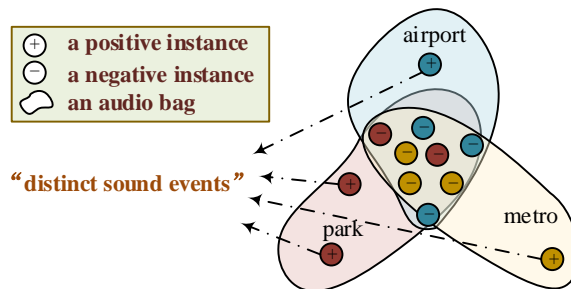 + a positive instance
− a negative instance
an audio bag
airport
“distinct sound events”
metro
park